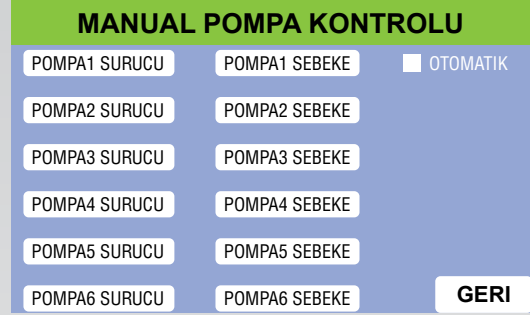 MANUAL POMPA KONTROLU
POMPA1 SURUCU POMPA1 SEBEKE OTOMATIK
POMPA2 SURUCU POMPA2 SEBEKE
POMPA3 SURUCU POMPA3 SEBEKE
POMPA4 SURUCU POMPA4 SEBEKE
POMPA5 SURUCU POMPA5 SEBEKE
POMPA6 SURUCU POMPA6 SEBEKE GERI